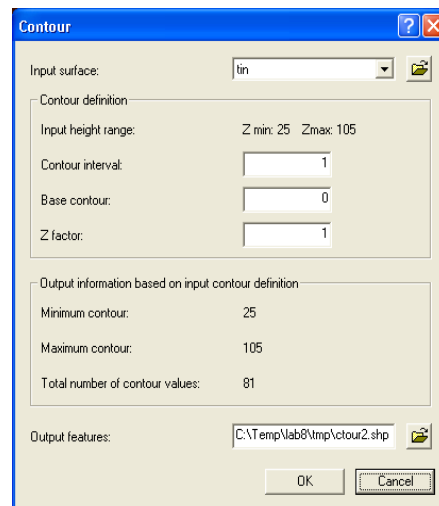 Contour
Input surface: tin
Contour definition
Input height range: Z min: 25 Zmax: 105
Contour interval: 1
Base contour: 0
Z factor: 1
Output information based on input contour definition
Minimum contour: 25
Maximum contour: 105
Total number of contour values: 81
Output features: C:\Temp\lab8\tmp\ctour2.shp
OK Cancel